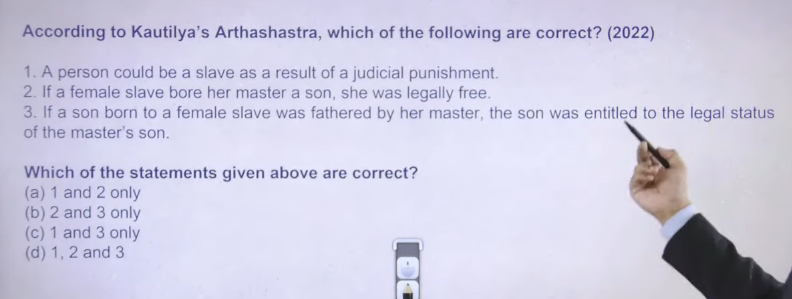 According to Kautilya's Arthashastra, which of the following are correct? (2022)
1. A person could be a slave as a result of a judicial punishment.
2. If a female slave bore her master a son, she was legally free.
3. If a son born to a female slave was fathered by her master, the son was entitled to the legal status
of the master's son.
Which of the statements given above are correct?
(a) 1 and 2 only
(b) 2 and 3 only
(c) 1 and 3 only
(d) 1, 2 and 3